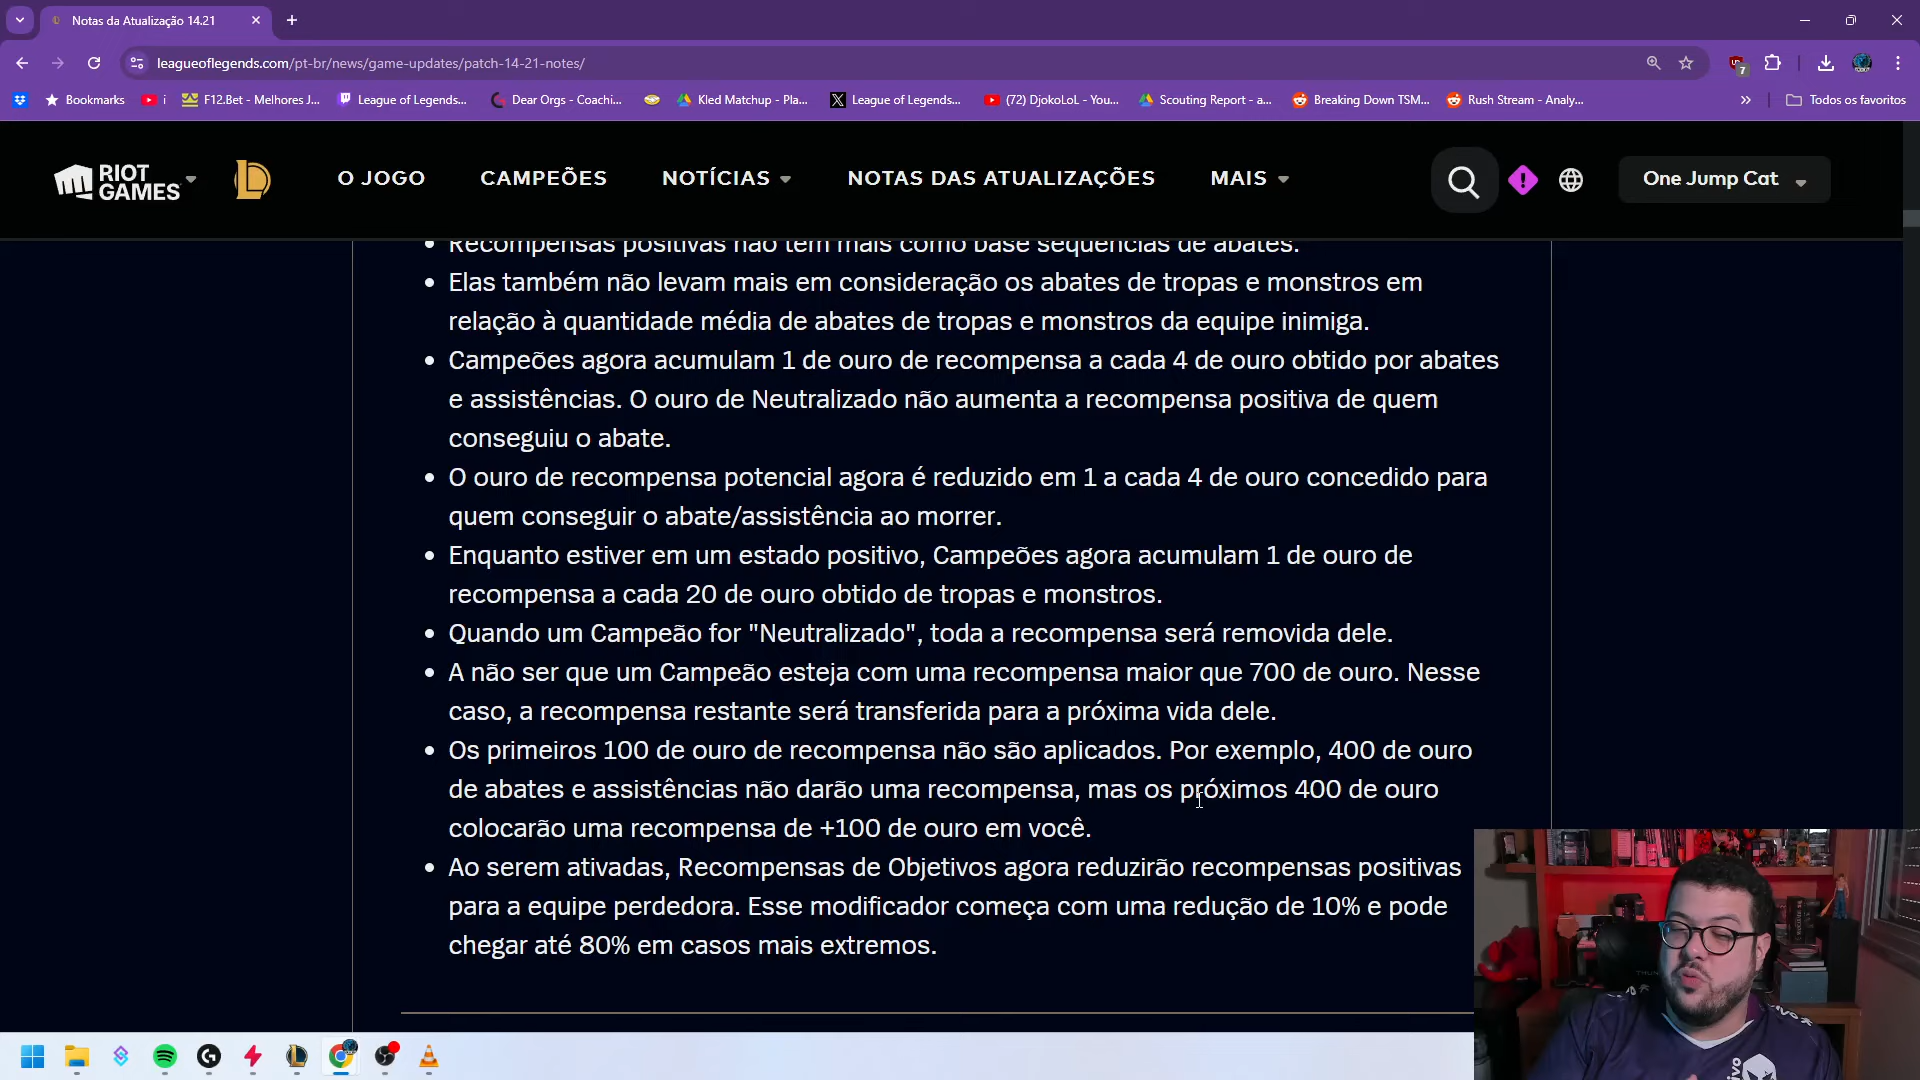 Notas da Atualização 14.21
leagueoflegends.com/pt-br/news/game-updates/patch-14-21-notes/
7
Bookmarks
i
F12.Bet - Melhores J...
League of Legends...
Dear Orgs - Coachi...
Kled Matchup - Pla...
League of Legends...
(72) DjokoLoL - You...
Scouting Report - a...
Breaking Down TSM...
Rush Stream - Analy...
Todos os favoritos
RIOT
GAMES
O JOGO
CAMPEÕES
NOTÍCIAS
NOTAS DAS ATUALIZAÇÕES
MAIS
One Jump Cat
Recompensas positivas não têm mais como base sequências de abates.
Elas também não levam mais em consideração os abates de tropas e monstros em
relação à quantidade média de abates de tropas e monstros da equipe inimiga.
Campeões agora acumulam 1 de ouro de recompensa a cada 4 de ouro obtido por abates
e assistências. O ouro de Neutralizado não aumenta a recompensa positiva de quem
conseguiu o abate.
O ouro de recompensa potencial agora é reduzido em 1 a cada 4 de ouro concedido para
quem conseguir o abate/assistência ao morrer.
Enquanto estiver em um estado positivo, Campeões agora acumulam 1 de ouro de
recompensa a cada 20 de ouro obtido de tropas e monstros.
Quando um Campeão for "Neutralizado", toda a recompensa será removida dele.
A não ser que um Campeão esteja com uma recompensa maior que 700 de ouro. Nesse
caso, a recompensa restante será transferida para a próxima vida dele.
Os primeiros 100 de ouro de recompensa não são aplicados. Por exemplo, 400 de ouro
de abates e assistências não darão uma recompensa, mas os próximos 400 de ouro
colocarão uma recompensa de +100 de ouro em você.
Ao serem ativadas, Recompensas de Objetivos agora reduzirão recompensas positivas
para a equipe perdedora. Esse modificador começa com uma redução de 10% e pode
chegar até 80% em casos mais extremos.